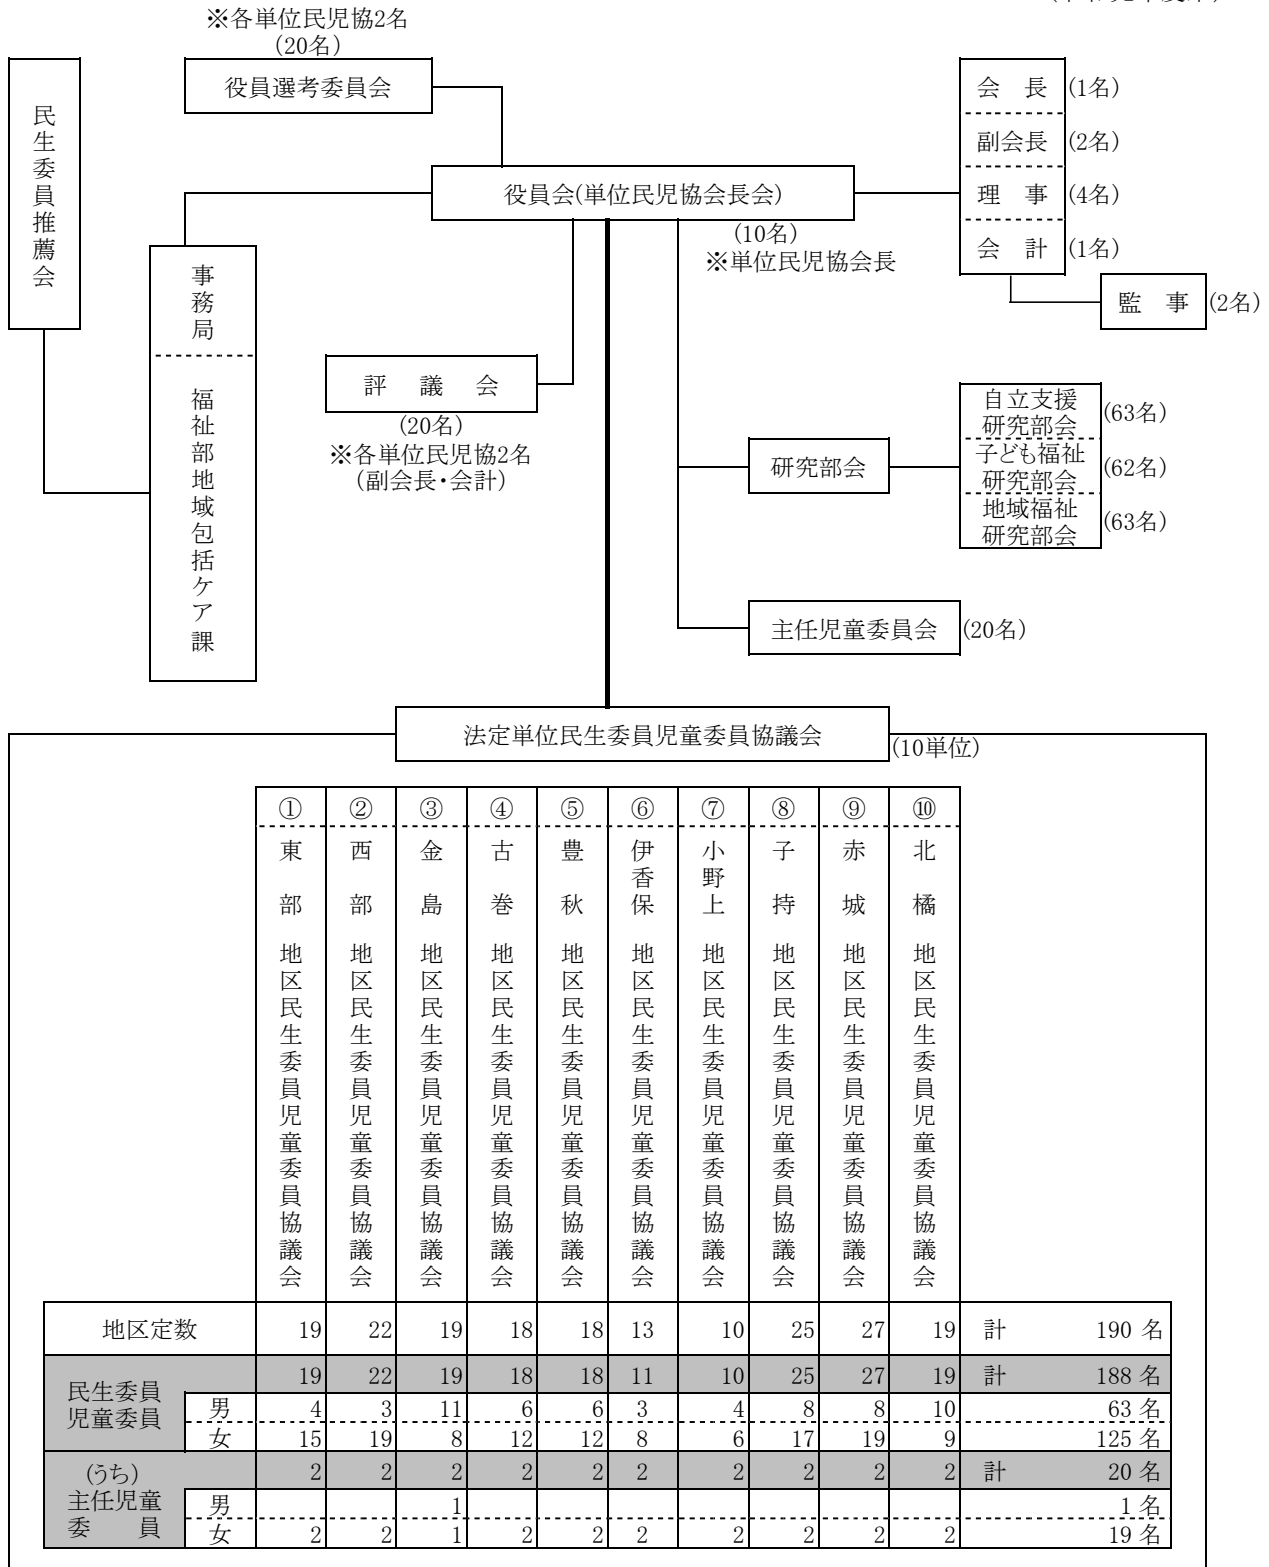 ※各単位民児協2名
(20名)
役員選考委員会
民生委員推薦会
会　長 (1名)
副会長 (2名)
理　事 (4名)
会　計 (1名)
監　事 (2名)
役員会(単位民児協会長会)
(10名)
※単位民児協会長
事務局
福祉部地域包括ケア課
評　議　会
(20名)
※各単位民児協2名
(副会長・会計)
研究部会
自立支援
研究部会 (63名)
子ども福祉
研究部会 (62名)
地域福祉
研究部会 (63名)
主任児童委員会 (20名)
法定単位民生委員児童委員協議会 (10単位)
① 東部 地区民生委員児童委員協議会
② 西部 地区民生委員児童委員協議会
③ 金島 地区民生委員児童委員協議会
④ 古巻 地区民生委員児童委員協議会
⑤ 豊秋 地区民生委員児童委員協議会
⑥ 伊香保 地区民生委員児童委員協議会
⑦ 小野上 地区民生委員児童委員協議会
⑧ 子持 地区民生委員児童委員協議会
⑨ 赤城 地区民生委員児童委員協議会
⑩ 北橘 地区民生委員児童委員協議会
地区定数 19 22 19 18 18 13 10 25 27 19 計 190 名
民生委員
児童委員
19 22 19 18 18 11 10 25 27 19 計 188 名
男 4 3 11 6 6 3 4 8 8 10 63 名
女 15 19 8 12 12 8 6 17 19 9 125 名
(うち)
主任児童
委　員
2 2 2 2 2 2 2 2 2 2 計 20 名
男 1 1 名
女 2 2 1 2 2 2 2 2 2 2 19 名